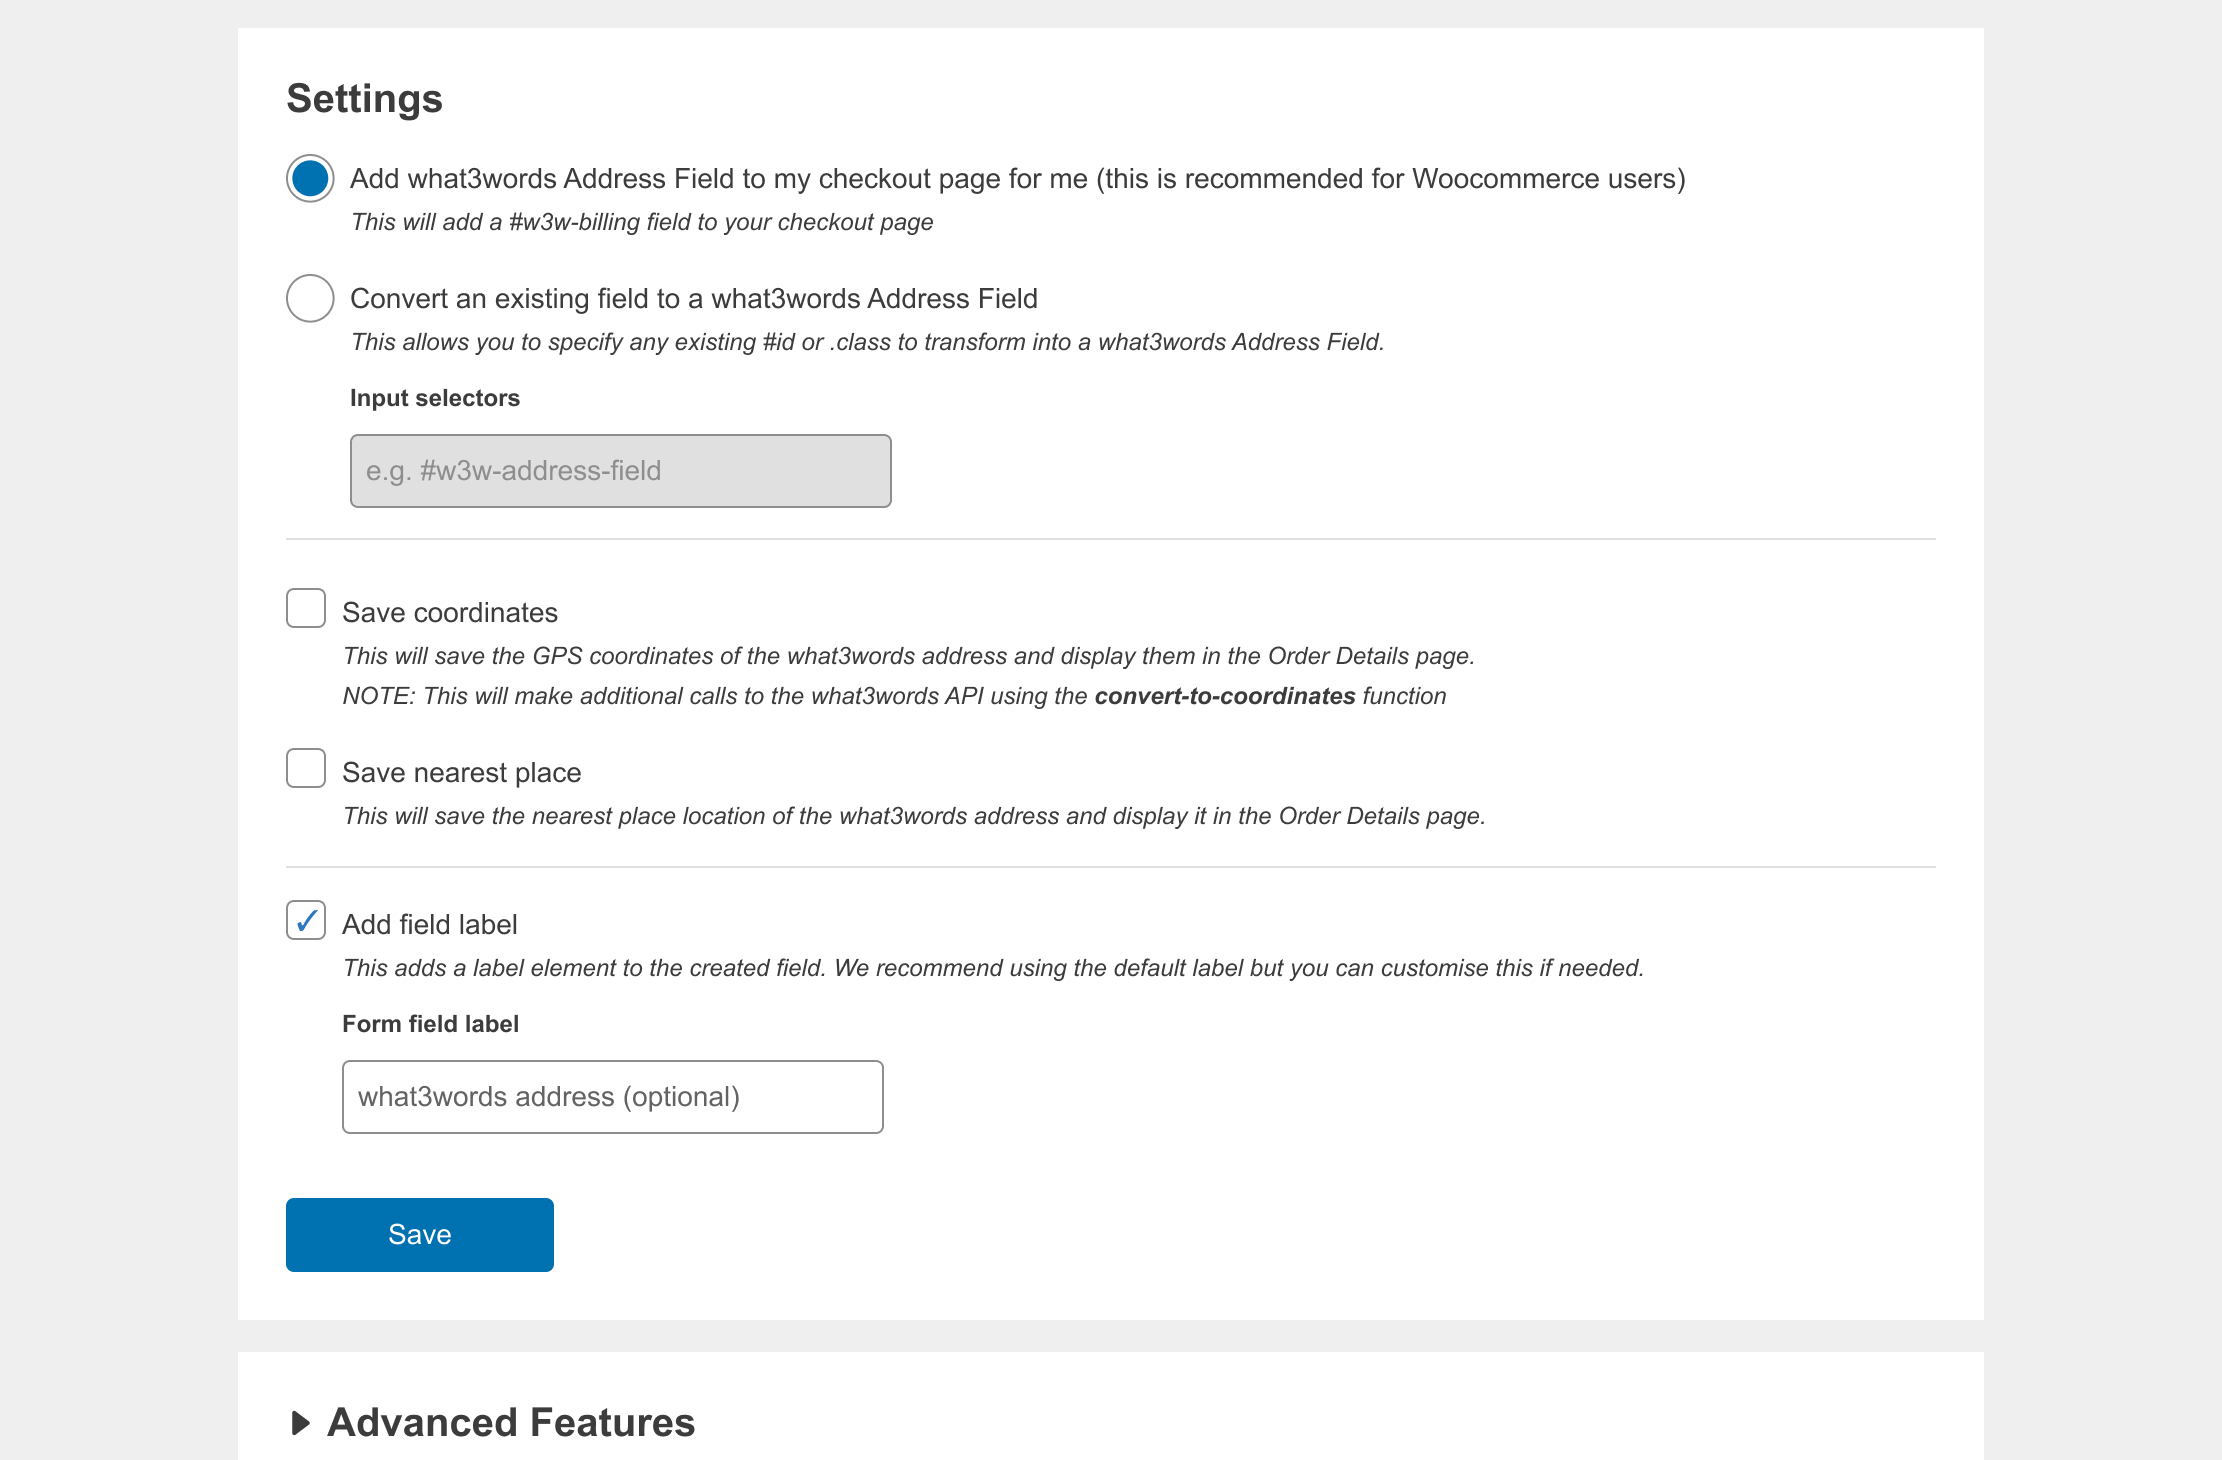 Settings
Add what3words Address Field to my checkout page for me (this is recommended for Woocommerce users)
This will add a #w3w-billing field to your checkout page
Convert an existing field to a what3words Address Field
This allows you to specify any existing #id or .class to transform into a what3words Address Field.
Input selectors
e.g. #w3w-address-field
Save coordinates
This will save the GPS coordinates of the what3words address and display them in the Order Details page.
NOTE: This will make additional calls to the what3words API using the convert-to-coordinates function
Save nearest place
This will save the nearest place location of the what3words address and display it in the Order Details page.
Add field label
This adds a label element to the created field. We recommend using the default label but you can customise this if needed.
Form field label
what3words address (optional)
Save
Advanced Features